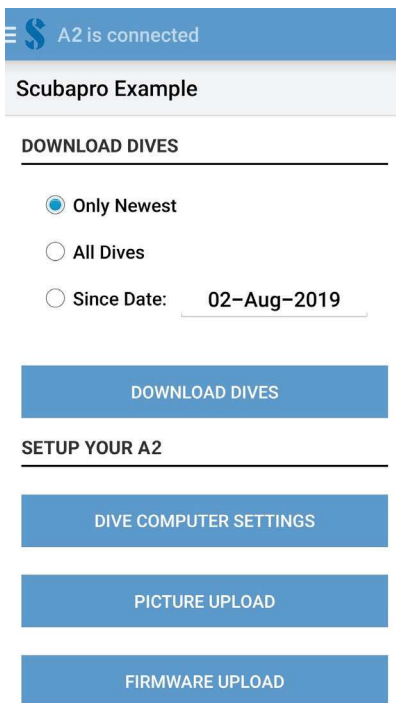 A2 is connected
Scubapro Example
DOWNLOAD DIVES
Only Newest
All Dives
Since Date: 02-Aug-2019
DOWNLOAD DIVES
SETUP YOUR A2
DIVE COMPUTER SETTINGS
PICTURE UPLOAD
FIRMWARE UPLOAD